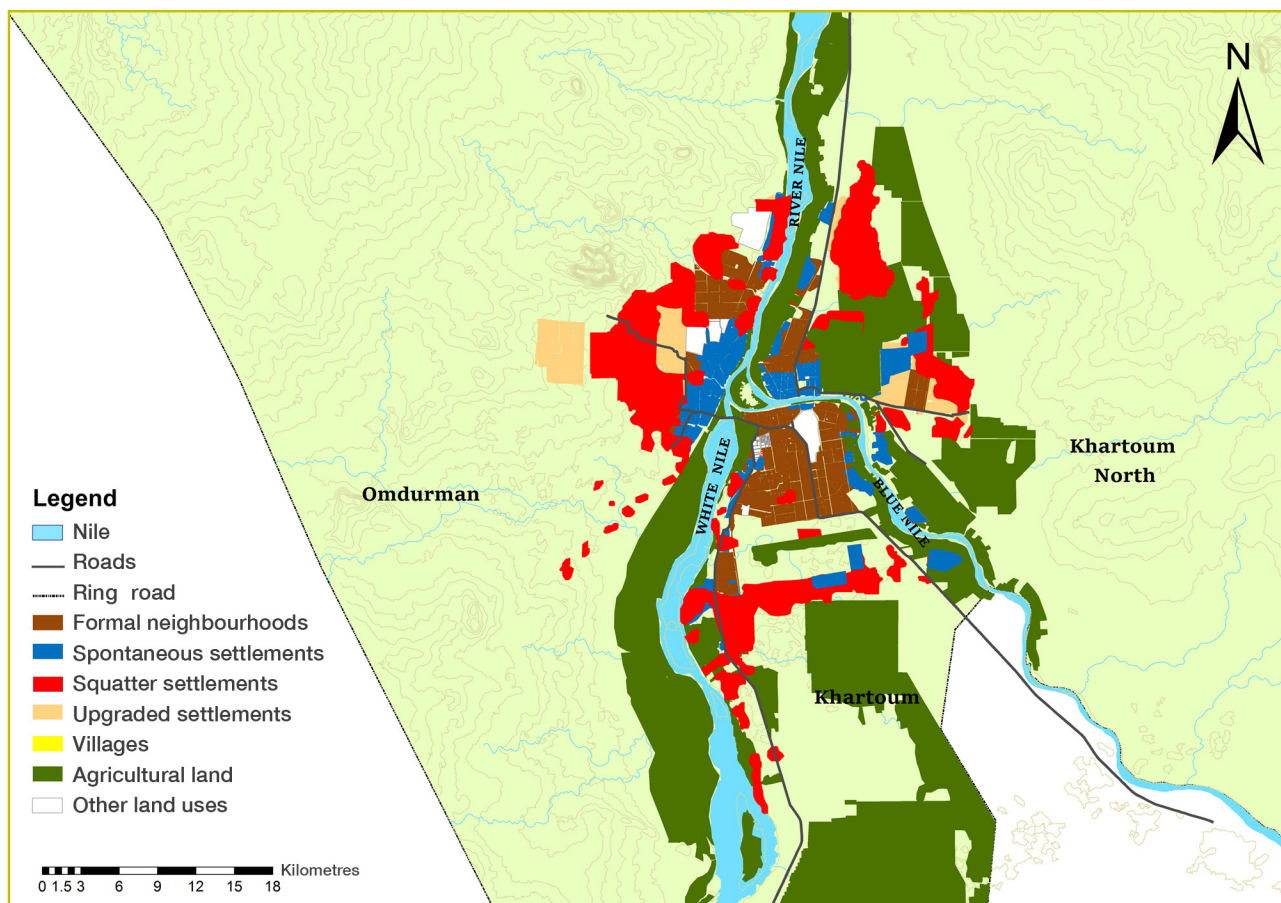 N
RIVER NILE
Omdurman
WHITE NILE
BLUE NILE
Khartoum
North
Khartoum
Legend
Nile
Roads
Ring road
Formal neighbourhoods
Spontaneous settlements
Squatter settlements
Upgraded settlements
Villages
Agricultural land
Other land uses
Kilometres
0 1.5 3 6 9 12 15 18